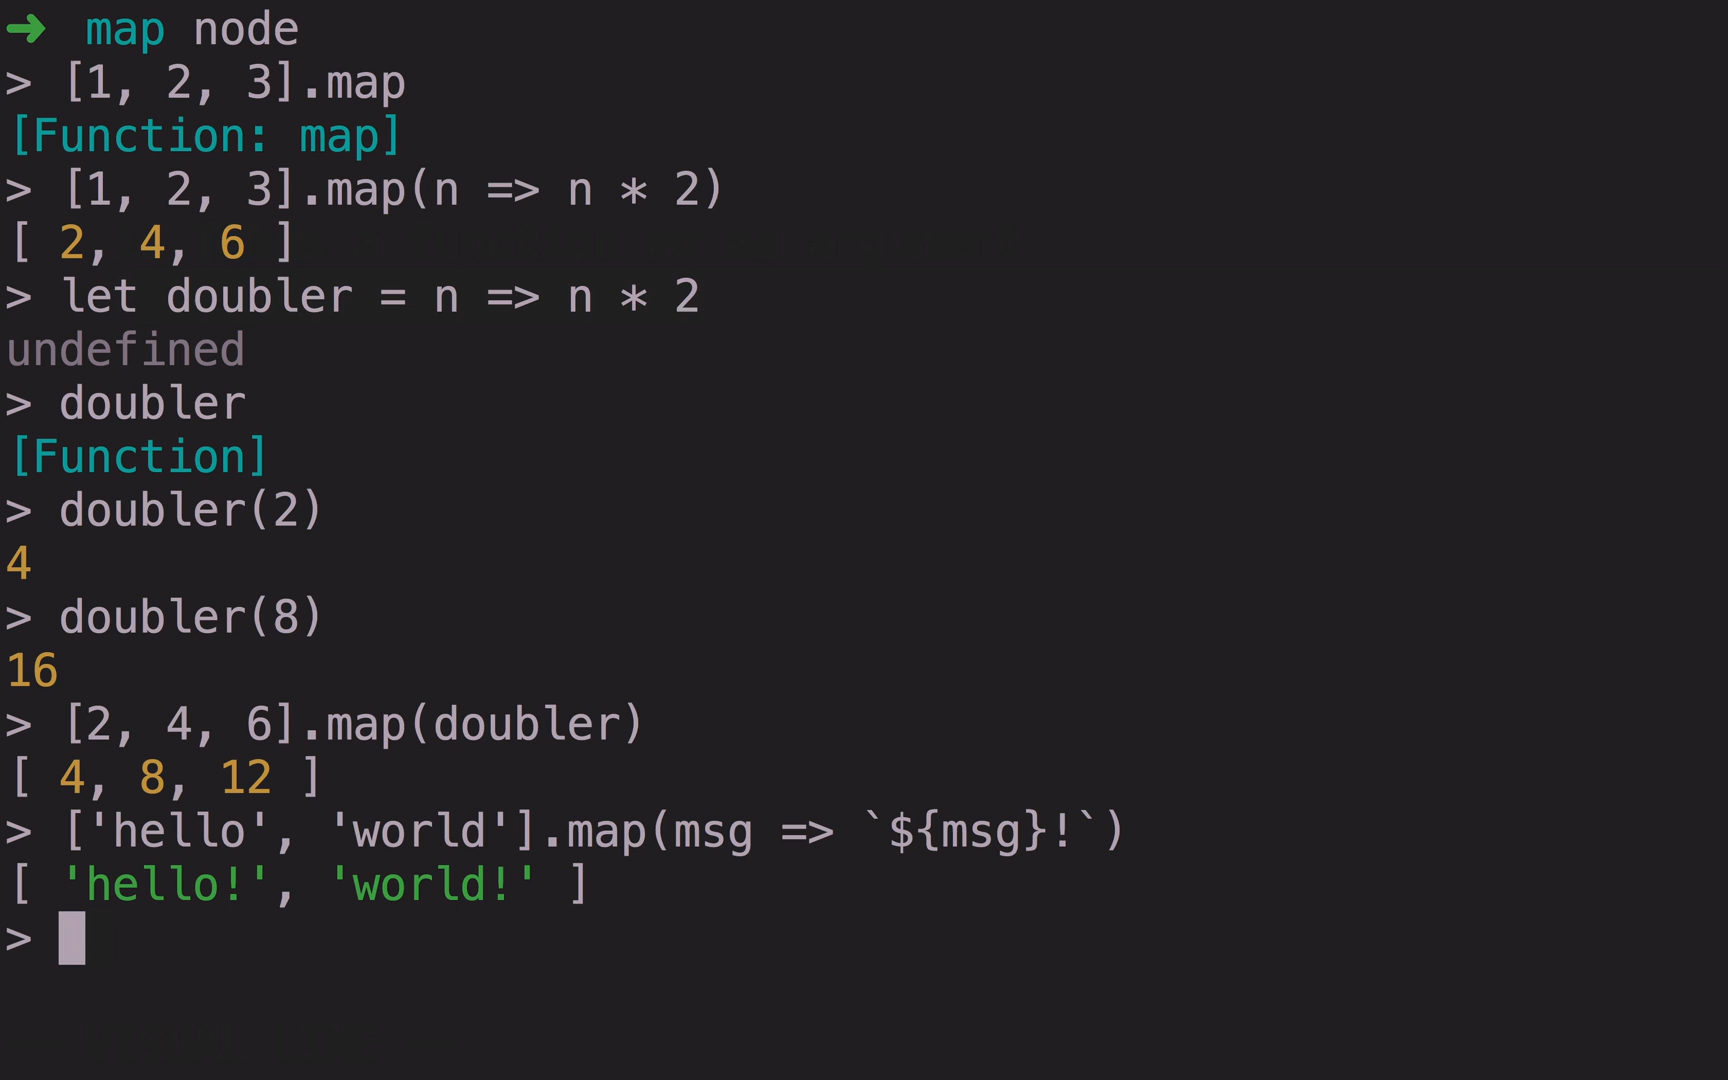 ➜ map node
> [1, 2, 3].map
[Function: map]
> [1, 2, 3].map(n => n * 2)
[ 2, 4, 6 ]
> let doubler = n => n * 2
undefined
> doubler
[Function]
> doubler(2)
4
> doubler(8)
16
> [2, 4, 6].map(doubler)
[ 4, 8, 12 ]
> ['hello', 'world'].map(msg => `${msg}!`)
[ 'hello!', 'world!' ]
>